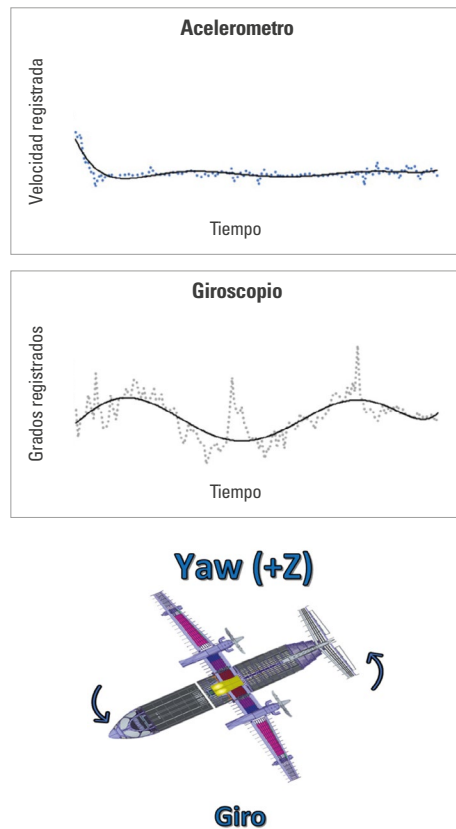 Acelerometro
Velocidad registrada
Tiempo
Giroscopio
Grados registrados
Tiempo
Yaw (+Z)
Giro